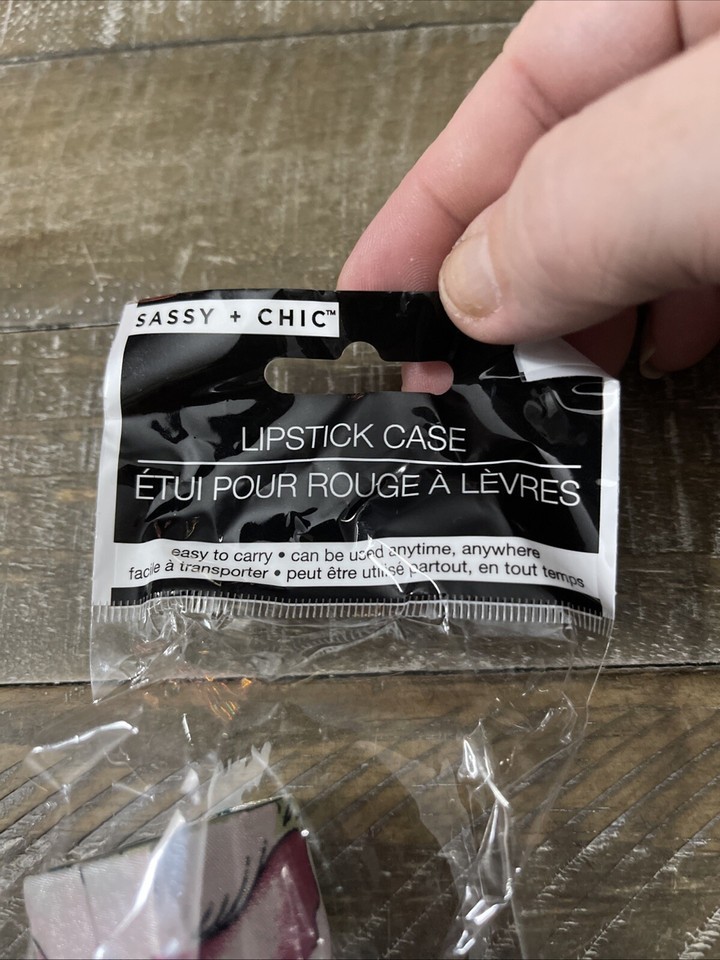 SASSY + CHIC™
LIPSTICK CASE
ÉTUI POUR ROUGE À LÈVRES
easy to carry • can be used anytime, anywhere
facile à transporter • peut être utilisé partout, en tout temps